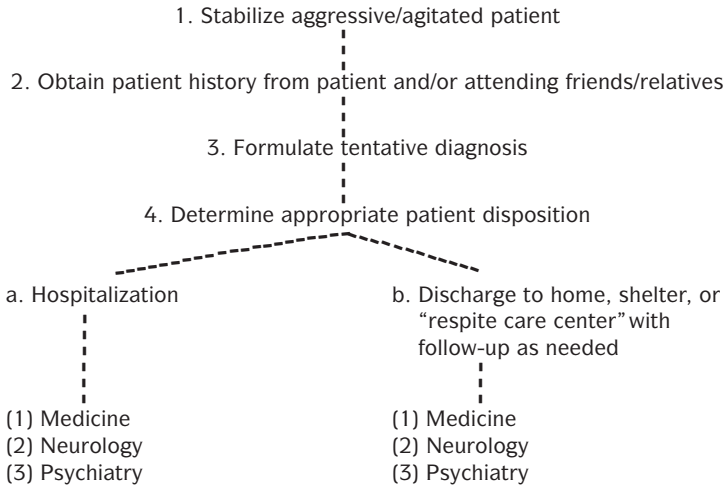 1. Stabilize aggressive/agitated patient
2. Obtain patient history from patient and/or attending friends/relatives
3. Formulate tentative diagnosis
4. Determine appropriate patient disposition
a. Hospitalization
(1) Medicine
(2) Neurology
(3) Psychiatry
b. Discharge to home, shelter, or
“respite care center” with
follow-up as needed
(1) Medicine
(2) Neurology
(3) Psychiatry